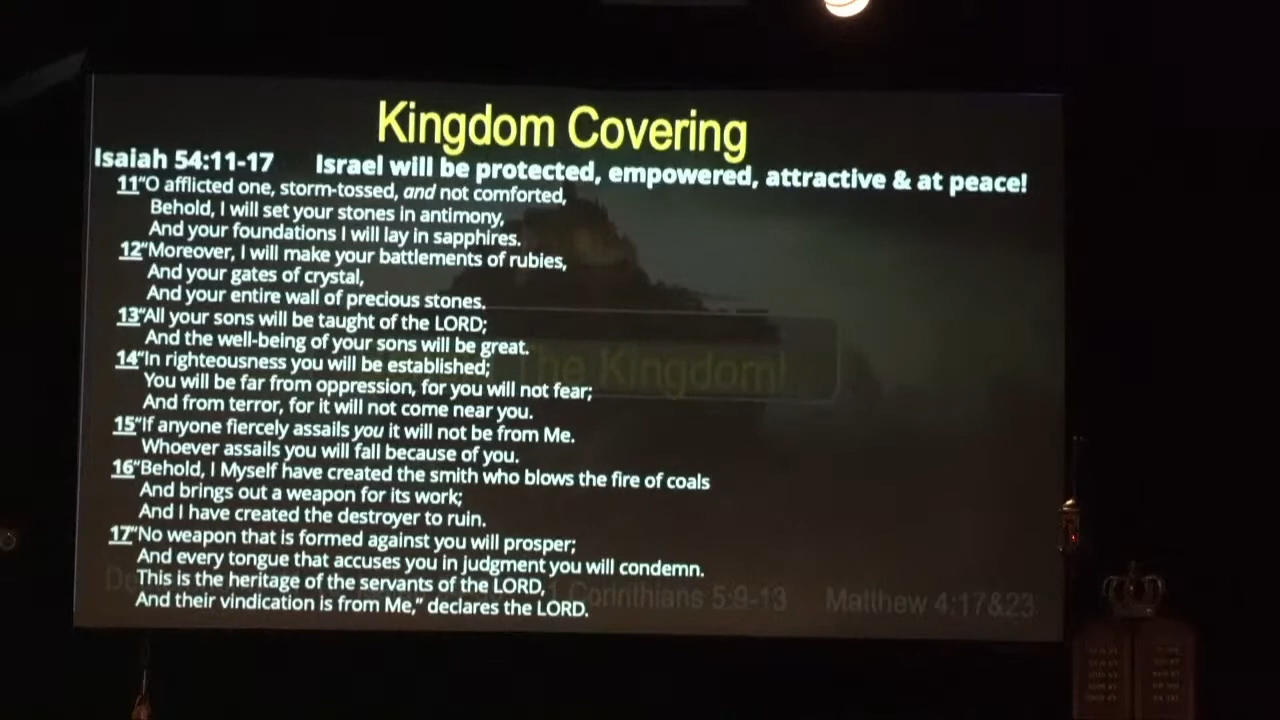 Kingdom Covering
Isaiah 54:11-17 Israel will be protected, empowered, attractive & at peace!
11“O afflicted one, storm-tossed, and not comforted,
Behold, I will set your stones in antimony,
And your foundations I will lay in sapphires.
12“Moreover, I will make your battlements of rubies,
And your gates of crystal,
And your entire wall of precious stones.
13“All your sons will be taught of the LORD;
And the well-being of your sons will be great.
14“In righteousness you will be established;
You will be far from oppression, for you will not fear;
And from terror, for it will not come near you.
15“If anyone fiercely assails you it will not be from Me.
Whoever assails you will fall because of you.
16“Behold, I Myself have created the smith who blows the fire of coals
And brings out a weapon for its work;
And I have created the destroyer to ruin.
17“No weapon that is formed against you will prosper;
And every tongue that accuses you in judgment you will condemn.
This is the heritage of the servants of the LORD,
And their vindication is from Me,” declares the LORD.
The Kingdom!
1 Corinthians 5:9-13 Matthew 4:17&23